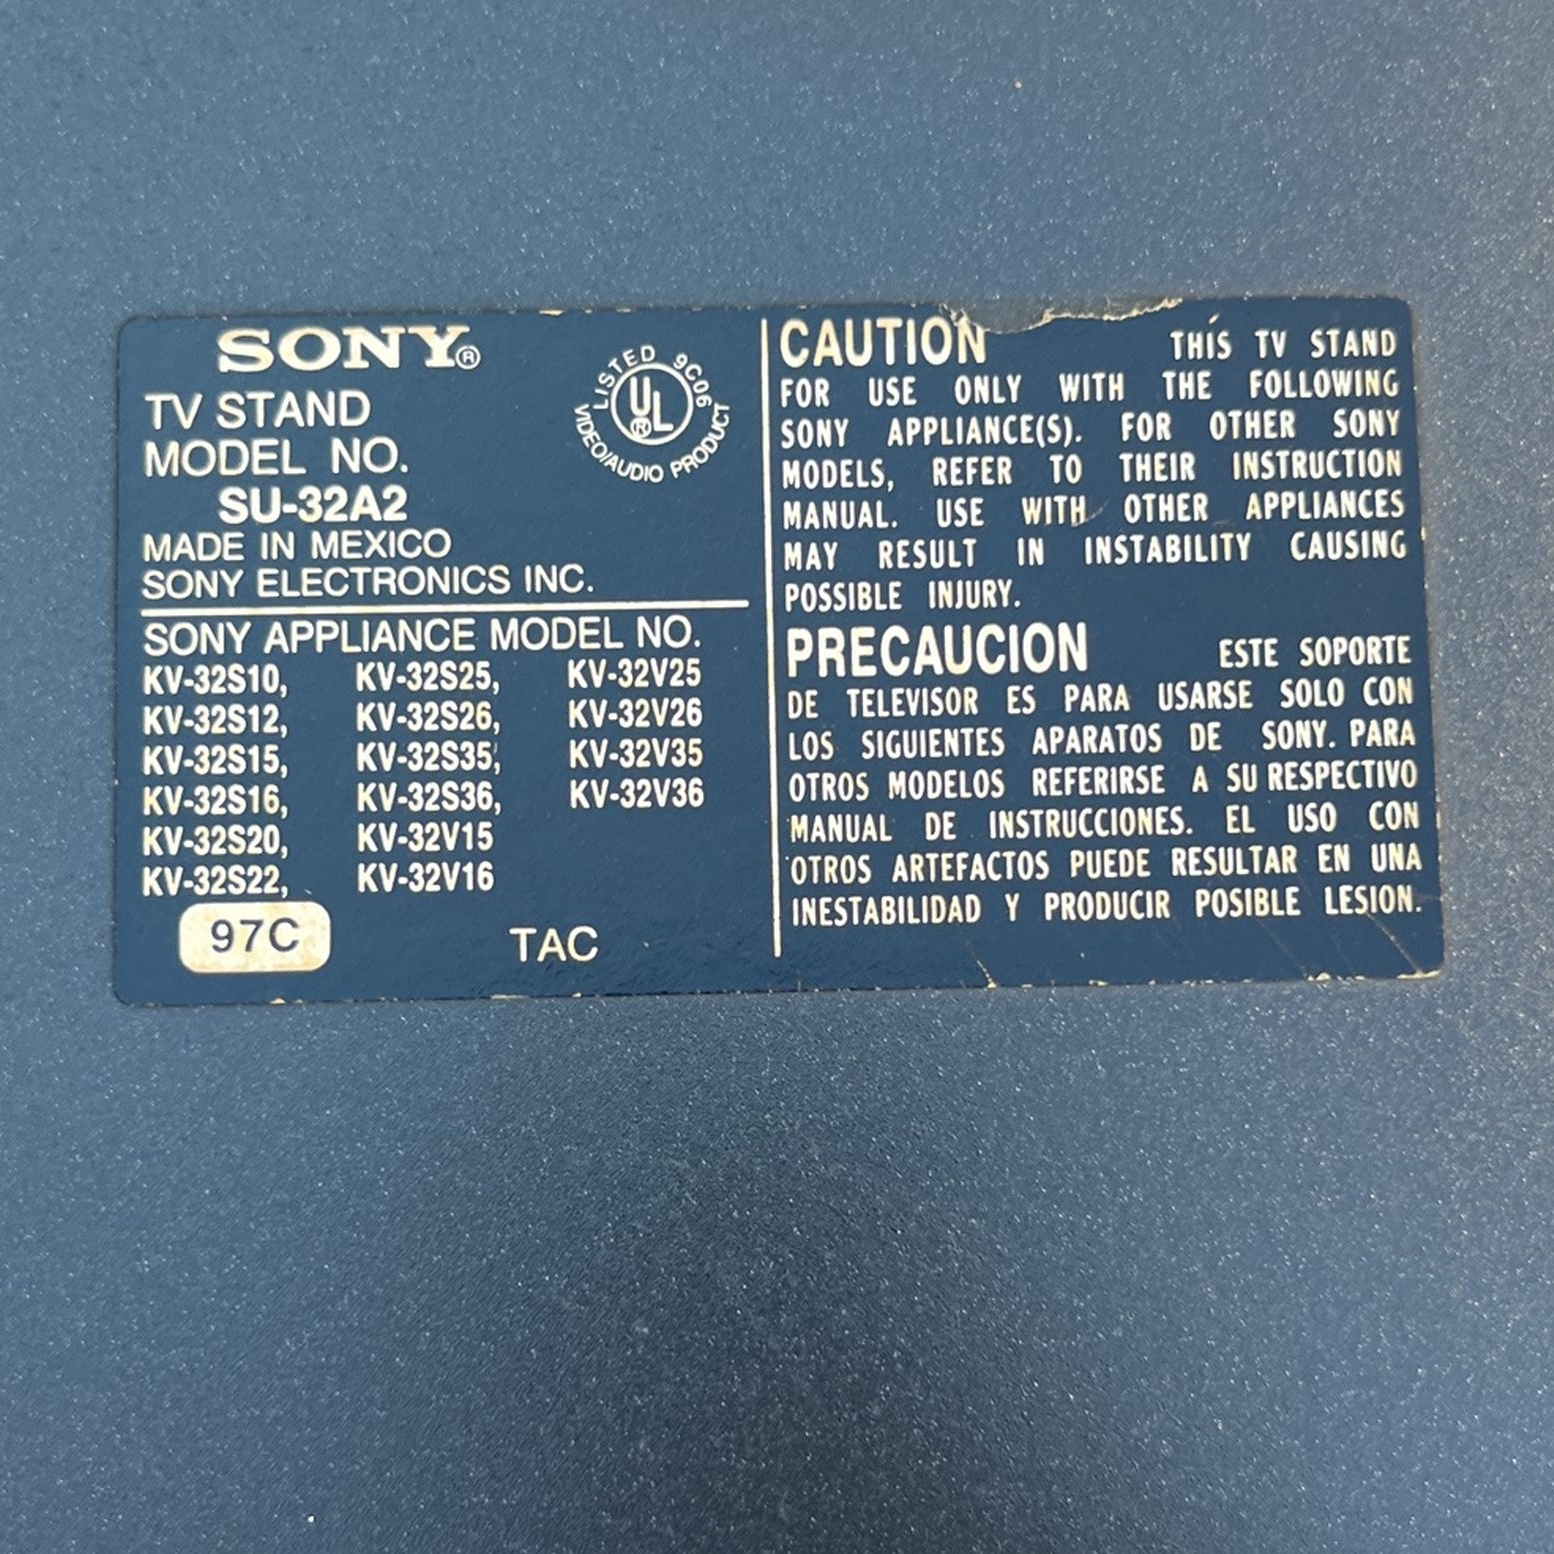 SONY®
TV STAND
MODEL NO.
SU-32A2
MADE IN MEXICO
SONY ELECTRONICS INC.
LISTED 9C06
UL®
VIDEO/AUDIO PRODUCT
SONY APPLIANCE MODEL NO.
KV-32S10, KV-32S25, KV-32V25
KV-32S12, KV-32S26, KV-32V26
KV-32S15, KV-32S35, KV-32V35
KV-32S16, KV-32S36, KV-32V36
KV-32S20, KV-32V15
KV-32S22, KV-32V16
97C TAC
CAUTION THIS TV STAND
FOR USE ONLY WITH THE FOLLOWING
SONY APPLIANCE(S). FOR OTHER SONY
MODELS, REFER TO THEIR INSTRUCTION
MANUAL. USE WITH OTHER APPLIANCES
MAY RESULT IN INSTABILITY CAUSING
POSSIBLE INJURY.
PRECAUCION ESTE SOPORTE
DE TELEVISOR ES PARA USARSE SOLO CON
LOS SIGUIENTES APARATOS DE SONY. PARA
OTROS MODELOS REFERIRSE A SU RESPECTIVO
MANUAL DE INSTRUCCIONES. EL USO CON
OTROS ARTEFACTOS PUEDE RESULTAR EN UNA
INESTABILIDAD Y PRODUCIR POSIBLE LESION.